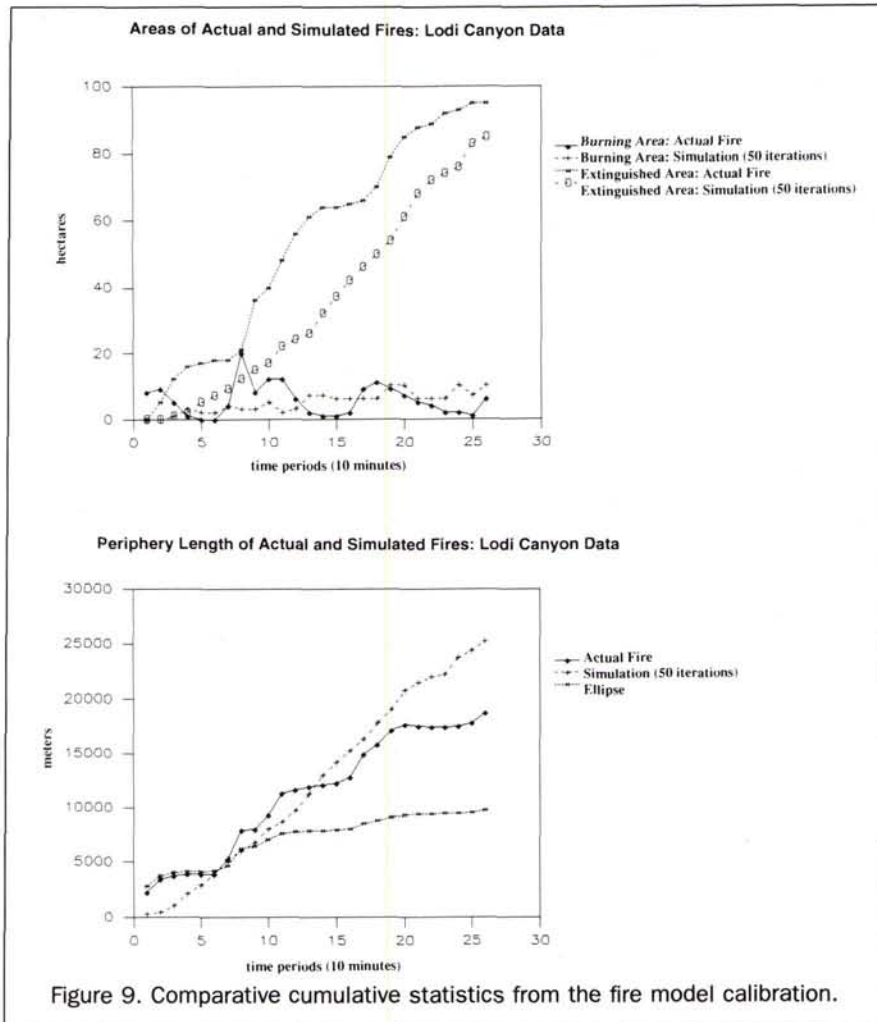 Areas of Actual and Simulated Fires: Lodi Canyon Data
100
80
60
40
20
0
hectares
0 5 10 15 20 25 30
time periods (10 minutes)
Burning Area: Actual Fire
Burning Area: Simulation (50 iterations)
Extinguished Area: Actual Fire
Extinguished Area: Simulation (50 iterations)
Periphery Length of Actual and Simulated Fires: Lodi Canyon Data
30000
25000
20000
15000
10000
5000
0
meters
0 5 10 15 20 25 30
time periods (10 minutes)
Actual Fire
Simulation (50 iterations)
Ellipse
Figure 9. Comparative cumulative statistics from the fire model calibration.